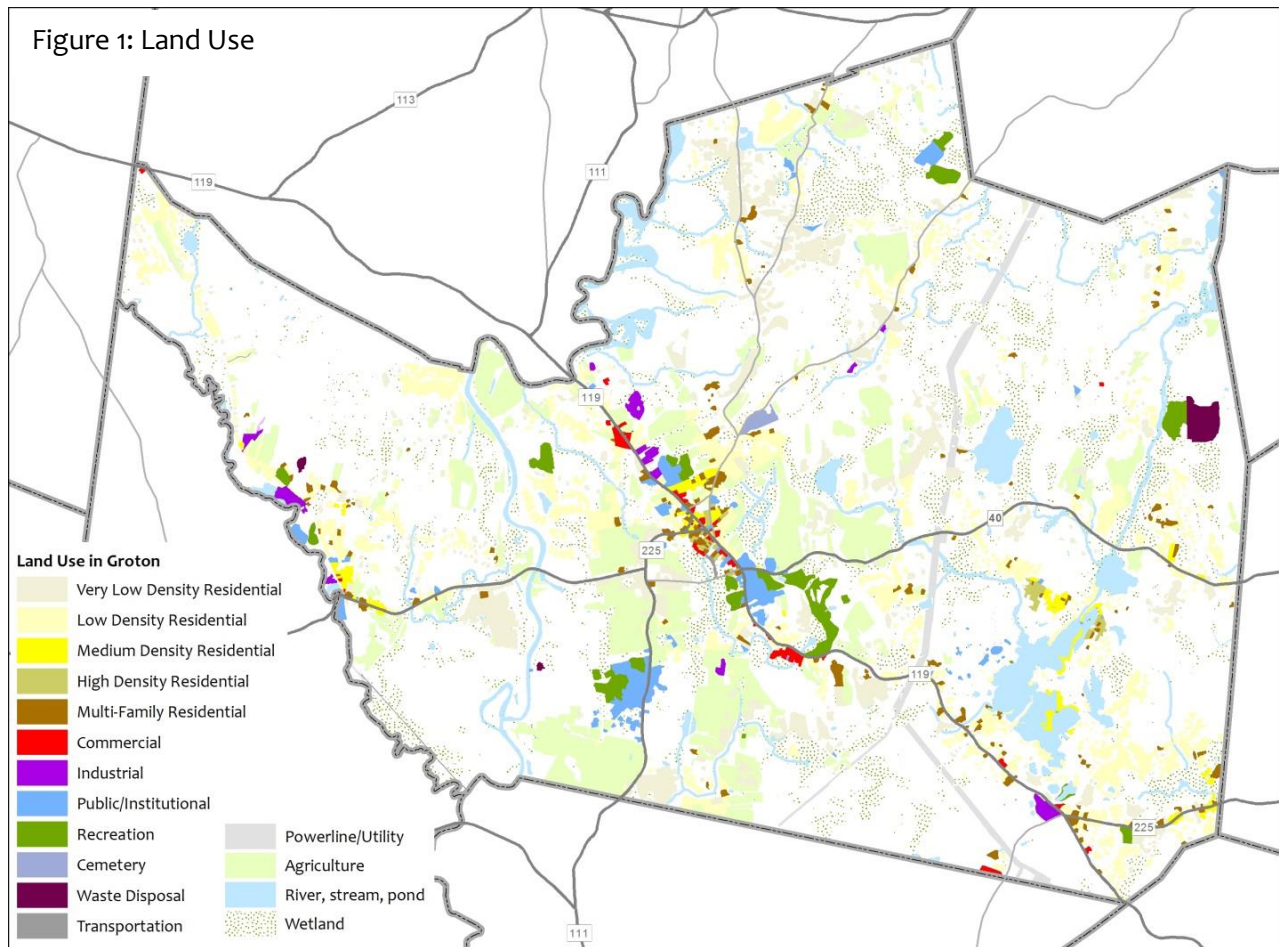 Figure 1: Land Use
113
119
111
119
40
225
119
225
111
Land Use in Groton
Very Low Density Residential
Low Density Residential
Medium Density Residential
High Density Residential
Multi-Family Residential
Commercial
Industrial
Public/Institutional
Recreation
Cemetery
Waste Disposal
Transportation
Powerline/Utility
Agriculture
River, stream, pond
Wetland